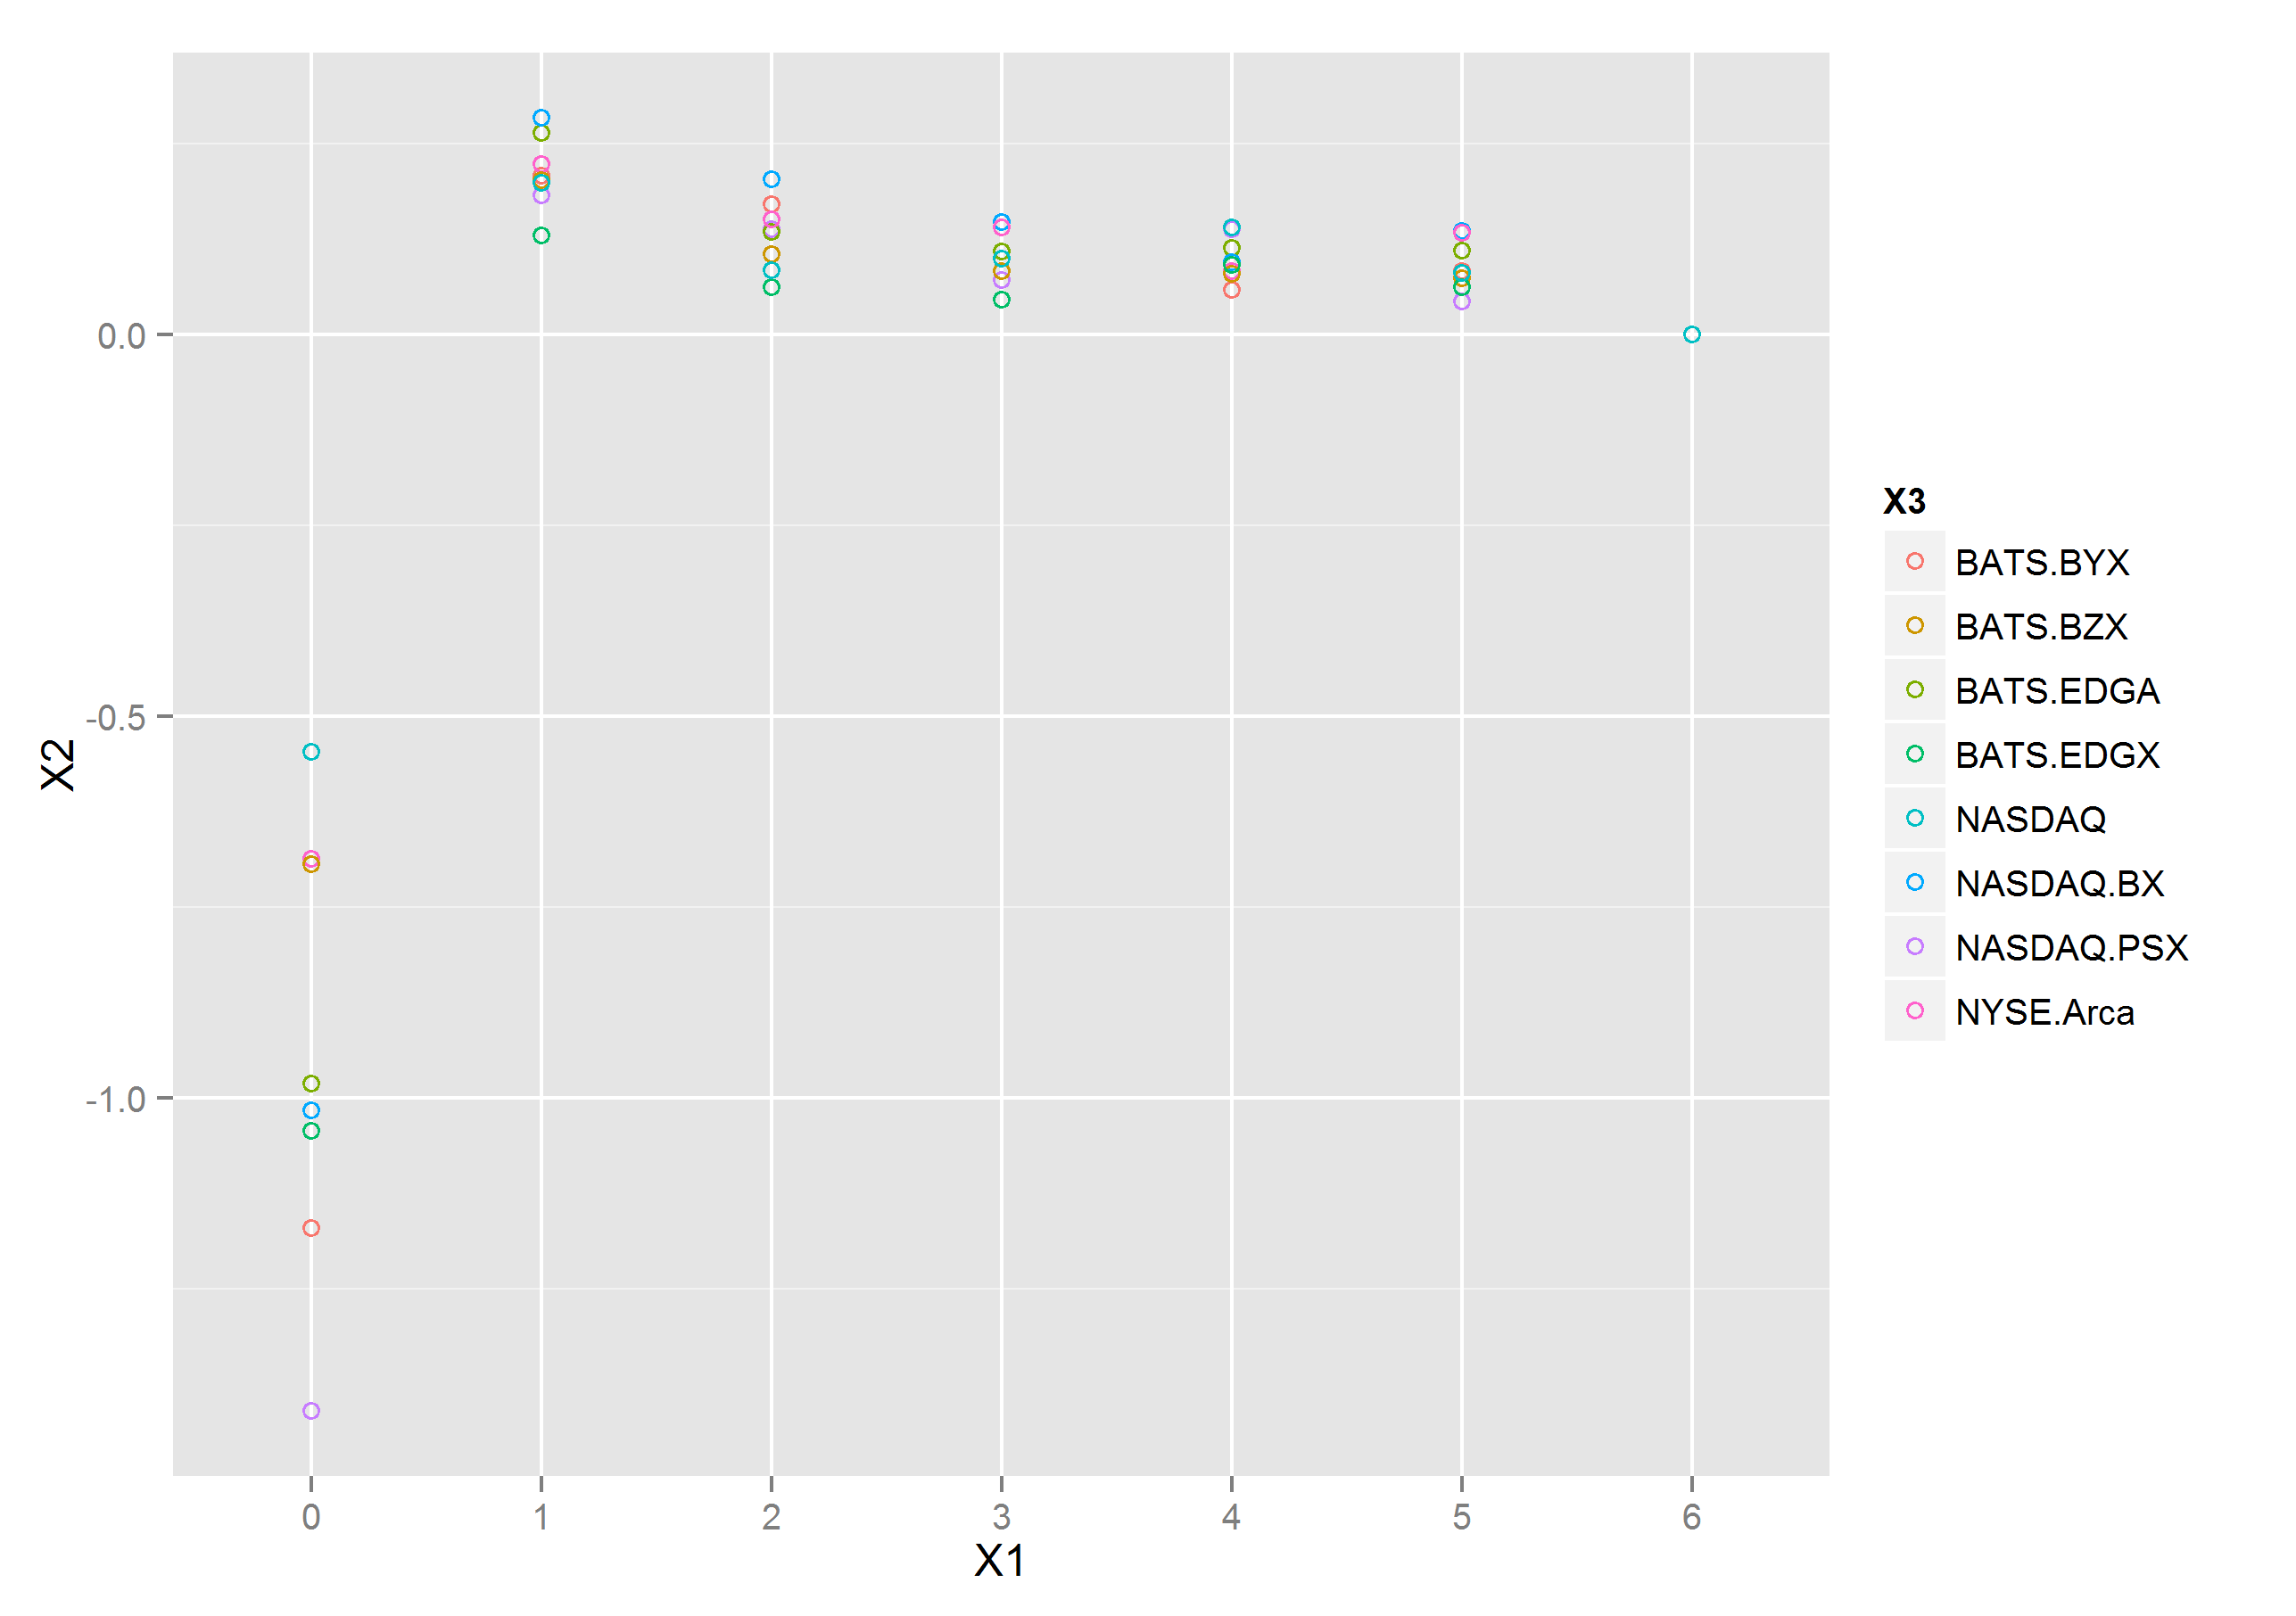 0.0
-0.5
-1.0
X2
0 1 2 3 4 5 6
X1
X3
BATS.BYX
BATS.BZX
BATS.EDGA
BATS.EDGX
NASDAQ
NASDAQ.BX
NASDAQ.PSX
NYSE.Arca